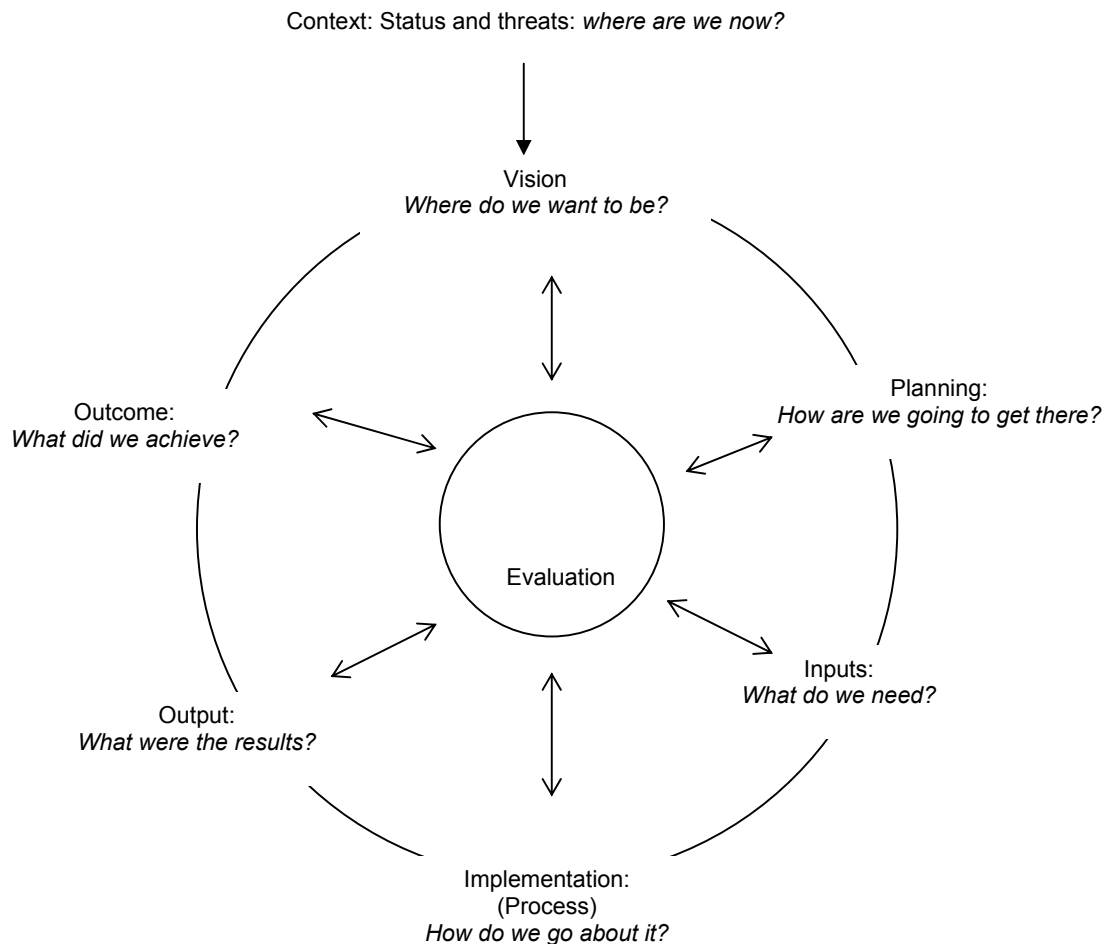 Context: Status and threats: where are we now?
Vision
Where do we want to be?
Planning:
How are we going to get there?
Outcome:
What did we achieve?
Evaluation
Inputs:
What do we need?
Output:
What were the results?
Implementation:
(Process)
How do we go about it?